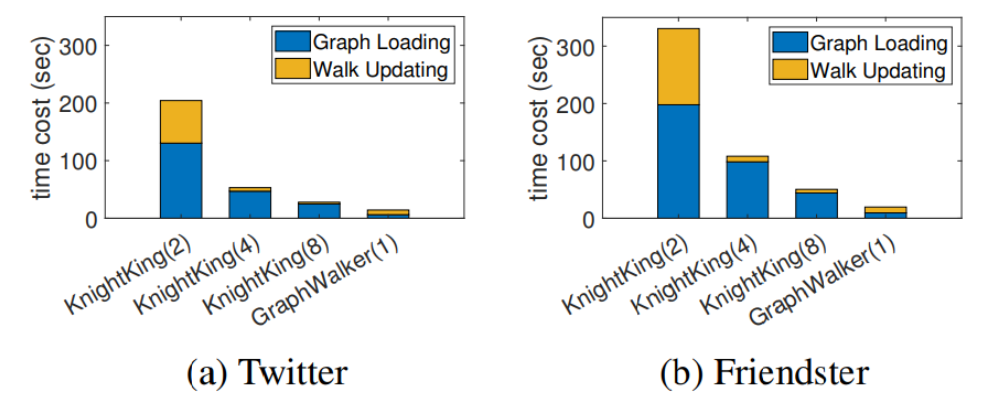 time cost (sec)
300
200
100
0
Graph Loading
Walk Updating
KnightKing(2)
KnightKing(4)
KnightKing(8)
GraphWalker(1)
(a) Twitter
time cost (sec)
300
200
100
0
Graph Loading
Walk Updating
KnightKing(2)
KnightKing(4)
KnightKing(8)
GraphWalker(1)
(b) Friendster